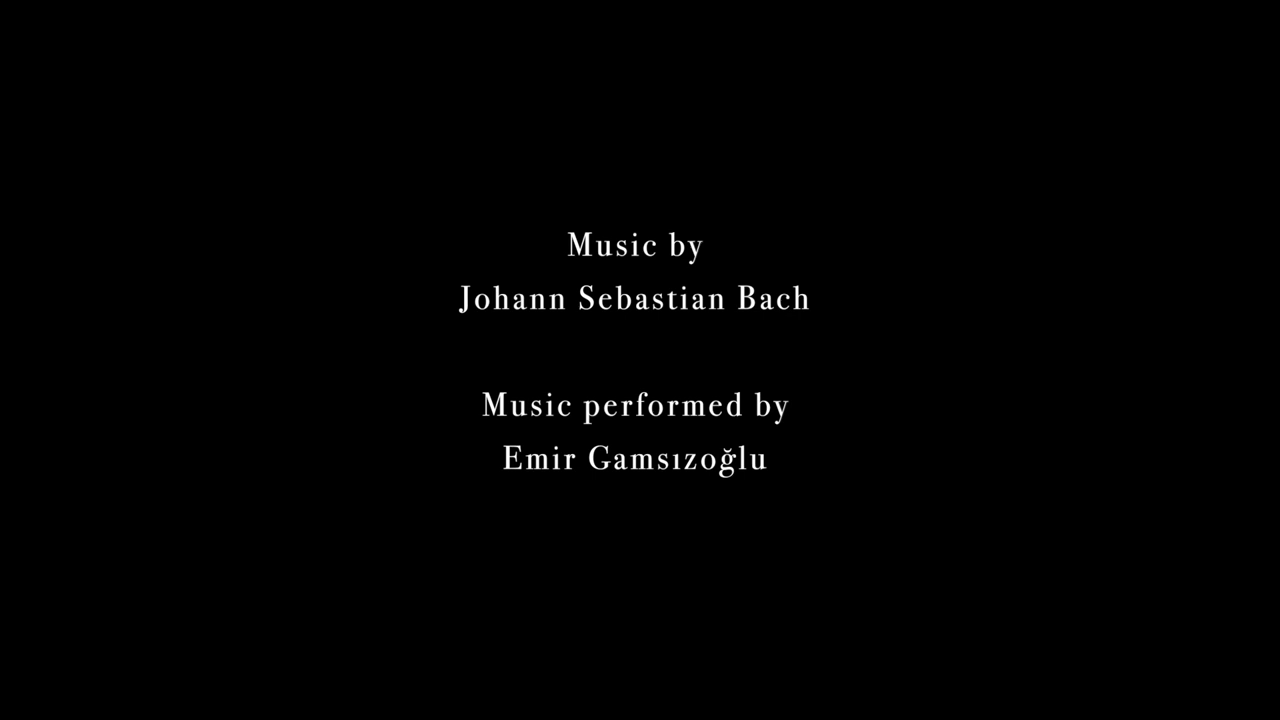 Music by
Johann Sebastian Bach
Music performed by
Emir Gamsızoğlu